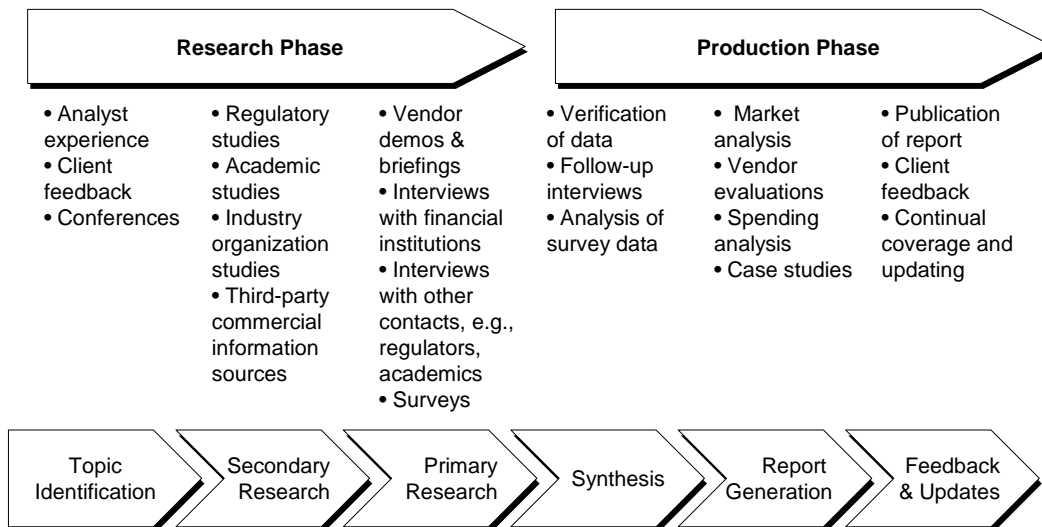 Research Phase
Production Phase
• Analyst
experience
• Client
feedback
• Conferences
• Regulatory
studies
• Academic
studies
• Industry
organization
studies
• Third-party
commercial
information
sources
• Vendor
demos &
briefings
• Interviews
with financial
institutions
• Interviews
with other
contacts, e.g.,
regulators,
academics
• Surveys
• Verification
of data
• Follow-up
interviews
• Analysis of
survey data
• Market
analysis
• Vendor
evaluations
• Spending
analysis
• Case studies
• Publication
of report
• Client
feedback
• Continual
coverage and
updating
Topic
Identification
Secondary
Research
Primary
Research
Synthesis
Report
Generation
Feedback
& Updates